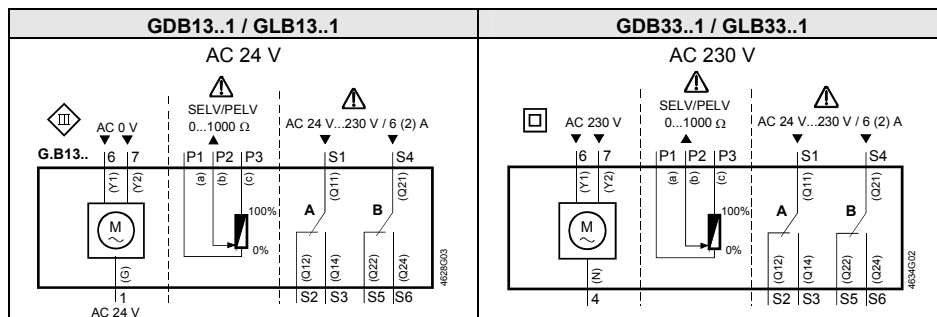 GDB13..1 / GLB13..1
AC 24 V
SELV/PELV
0...1000 Ω
AC 24 V...230 V / 6 (2) A
III
AC 0 V
G.B13..
6 7 P1 P2 P3 S1 S4
(Y1) (Y2) (a) (b) (c) (Q11) (Q21)
M
~
100%
0%
A B
(G) (Q12) (Q14) (Q22) (Q24)
1 S2 S3 S5 S6
AC 24 V
4628G03
GDB33..1 / GLB33..1
AC 230 V
SELV/PELV
0...1000 Ω
AC 24 V...230 V / 6 (2) A
AC 230 V
6 7 P1 P2 P3 S1 S4
(Y1) (Y2) (a) (b) (c) (Q11) (Q21)
M
~
100%
0%
A B
(N) (Q12) (Q14) (Q22) (Q24)
4 S2 S3 S5 S6
4634G02